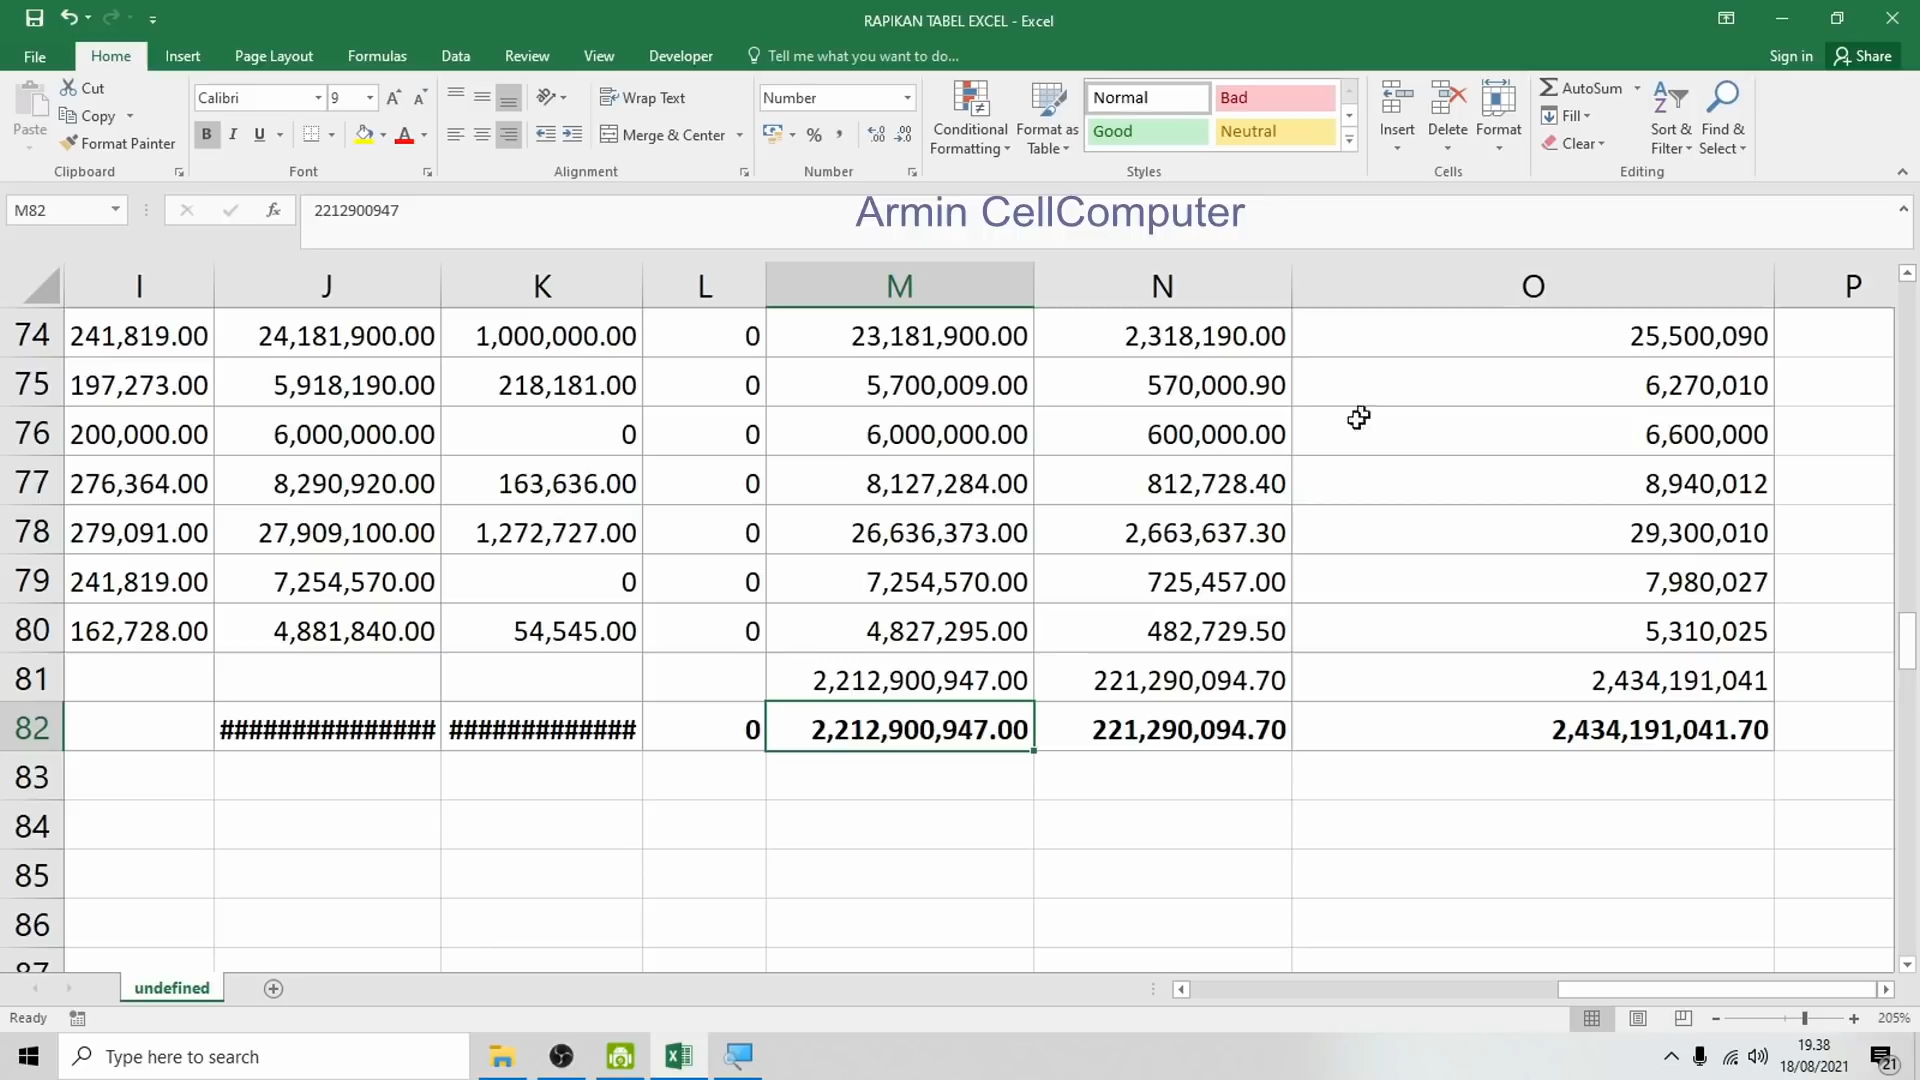 RAPIKAN TABEL EXCEL - Excel
File Home Insert Page Layout Formulas Data Review View Developer Tell me what you want to do... Sign in Share
Paste Cut Copy Format Painter Clipboard
Calibri 9 A A B I U A Font
Wrap Text Merge & Center Alignment
Number % , .00 Number
Conditional Formatting Format as Table Normal Bad Good Neutral Styles
Insert Delete Format Cells
AutoSum Fill Clear Sort & Filter Find & Select Editing
M82 fx 2212900947
Armin CellComputer
I J K L M N O P
74 241,819.00 24,181,900.00 1,000,000.00 0 23,181,900.00 2,318,190.00 25,500,090
75 197,273.00 5,918,190.00 218,181.00 0 5,700,009.00 570,000.90 6,270,010
76 200,000.00 6,000,000.00 0 0 6,000,000.00 600,000.00 6,600,000
77 276,364.00 8,290,920.00 163,636.00 0 8,127,284.00 812,728.40 8,940,012
78 279,091.00 27,909,100.00 1,272,727.00 0 26,636,373.00 2,663,637.30 29,300,010
79 241,819.00 7,254,570.00 0 0 7,254,570.00 725,457.00 7,980,027
80 162,728.00 4,881,840.00 54,545.00 0 4,827,295.00 482,729.50 5,310,025
81 2,212,900,947.00 221,290,094.70 2,434,191,041
82 ############### ############# 0 2,212,900,947.00 221,290,094.70 2,434,191,041.70
83
84
85
86
87
undefined
Ready 205%
Type here to search 19.38
18/08/2021 21